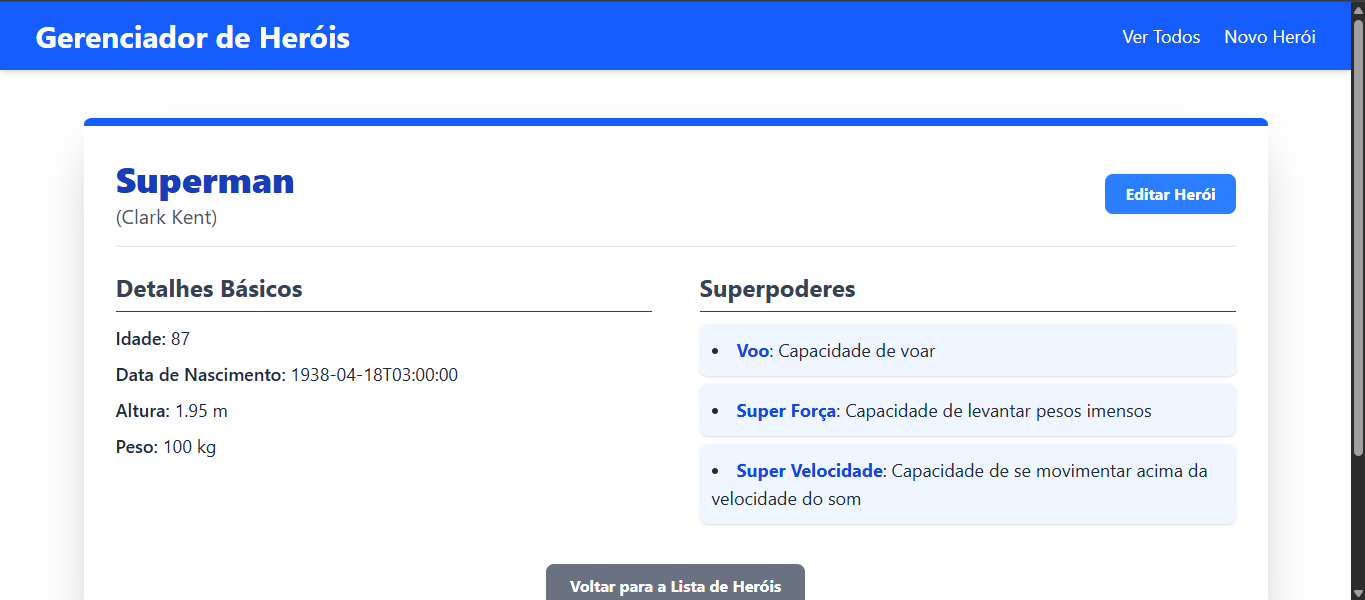 Gerenciador de Heróis
Ver Todos
Novo Herói
Superman
(Clark Kent)
Editar Herói
Detalhes Básicos
Idade: 87
Data de Nascimento: 1938-04-18T03:00:00
Altura: 1.95 m
Peso: 100 kg
Superpoderes
• Voo: Capacidade de voar
• Super Força: Capacidade de levantar pesos imensos
• Super Velocidade: Capacidade de se movimentar acima da
velocidade do som
Voltar para a Lista de Heróis